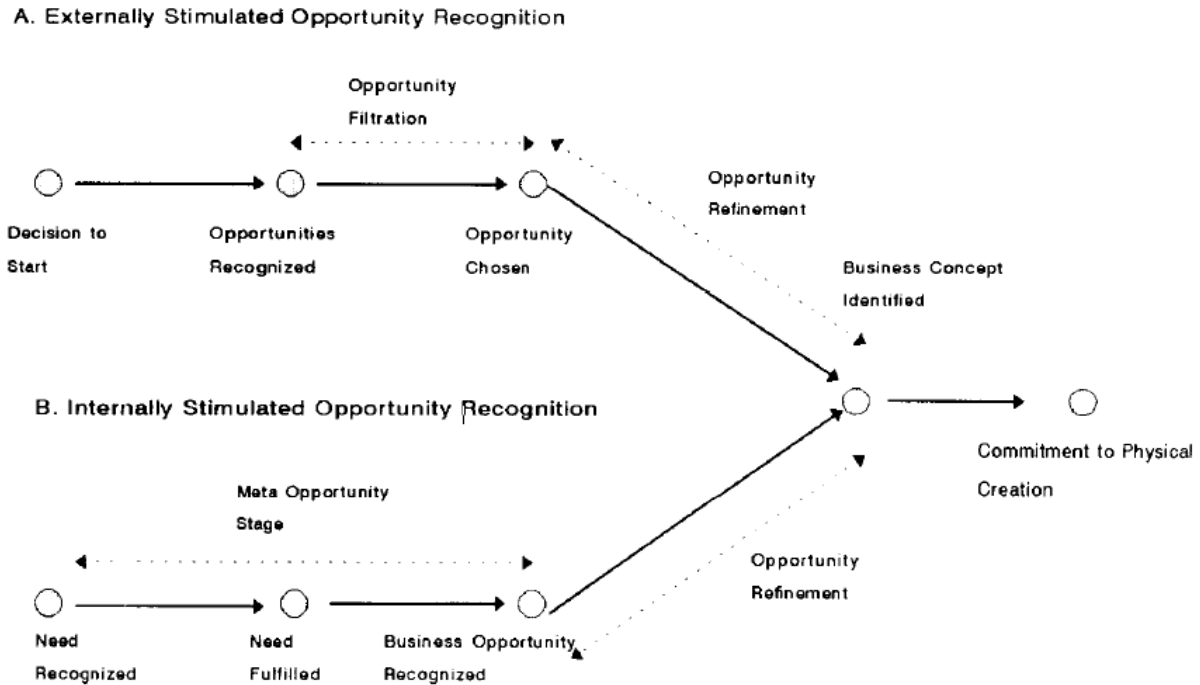 A. Externally Stimulated Opportunity Recognition
Opportunity
Filtration
Opportunity
Refinement
Decision to
Start
Opportunities
Recognized
Opportunity
Chosen
Business Concept
Identified
B. Internally Stimulated Opportunity Recognition
Commitment to Physical
Creation
Meta Opportunity
Stage
Opportunity
Refinement
Need
Recognized
Need
Fulfilled
Business Opportunity
Recognized